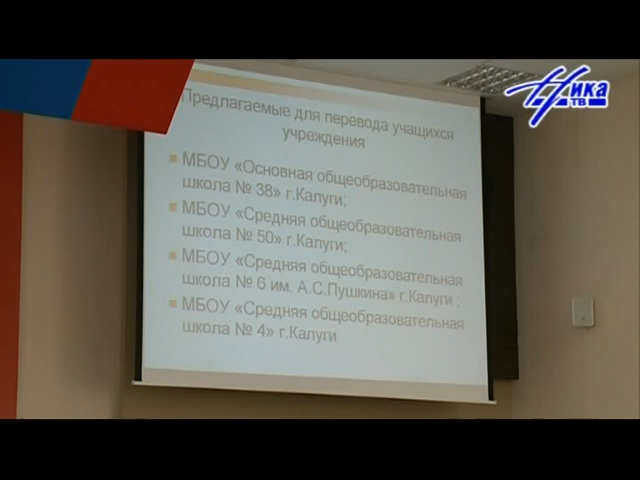 Ника
ТВ
Предлагаемые для перевода учащихся
учреждения
МБОУ «Основная общеобразовательная
школа № 38» г.Калуги;
МБОУ «Средняя общеобразовательная
школа № 50» г.Калуги;
МБОУ «Средняя общеобразовательная
школа № 6 им. А.С.Пушкина» г.Калуги ;
МБОУ «Средняя общеобразовательная
школа № 4» г.Калуги